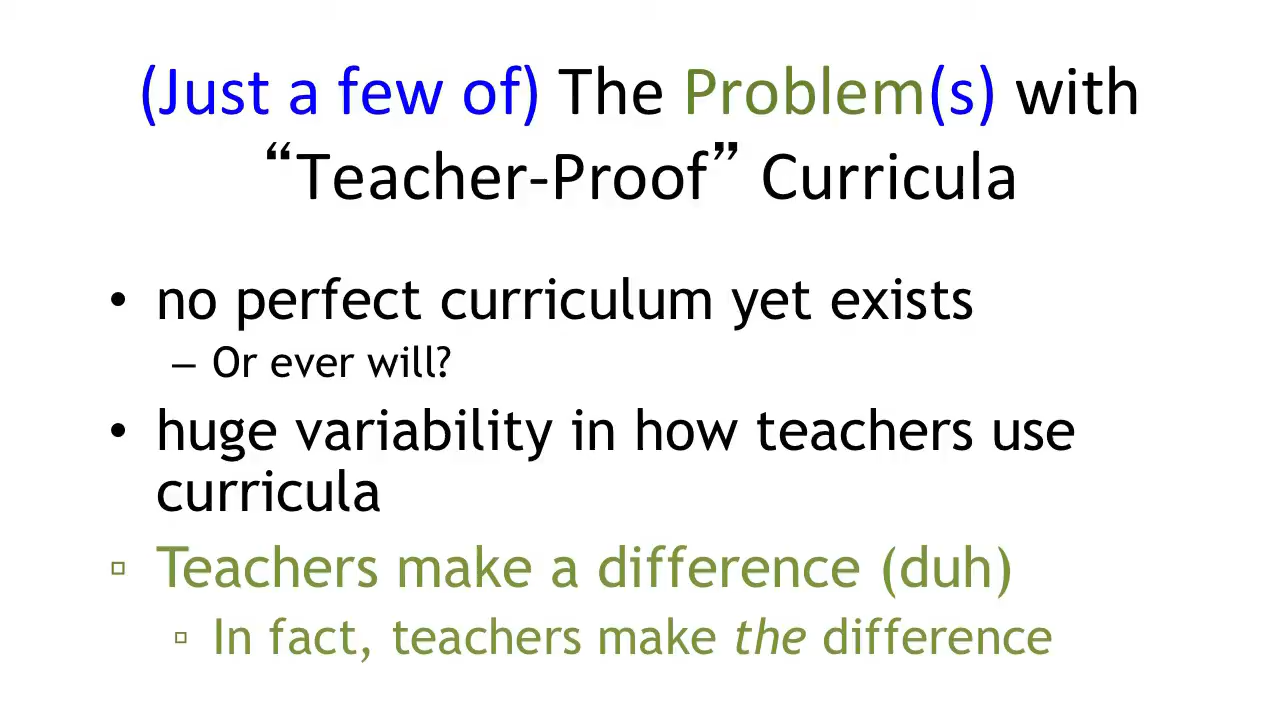 (Just a few of) The Problem(s) with
“Teacher-Proof” Curricula
• no perfect curriculum yet exists
– Or ever will?
• huge variability in how teachers use
curricula
▫ Teachers make a difference (duh)
▫ In fact, teachers make the difference